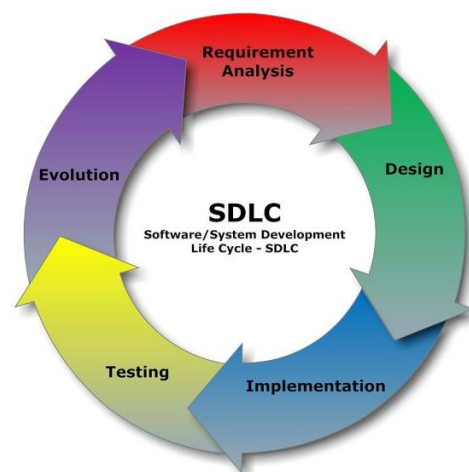 Requirement
Analysis
Design
Implementation
Testing
Evolution
SDLC
Software/System Development
Life Cycle - SDLC